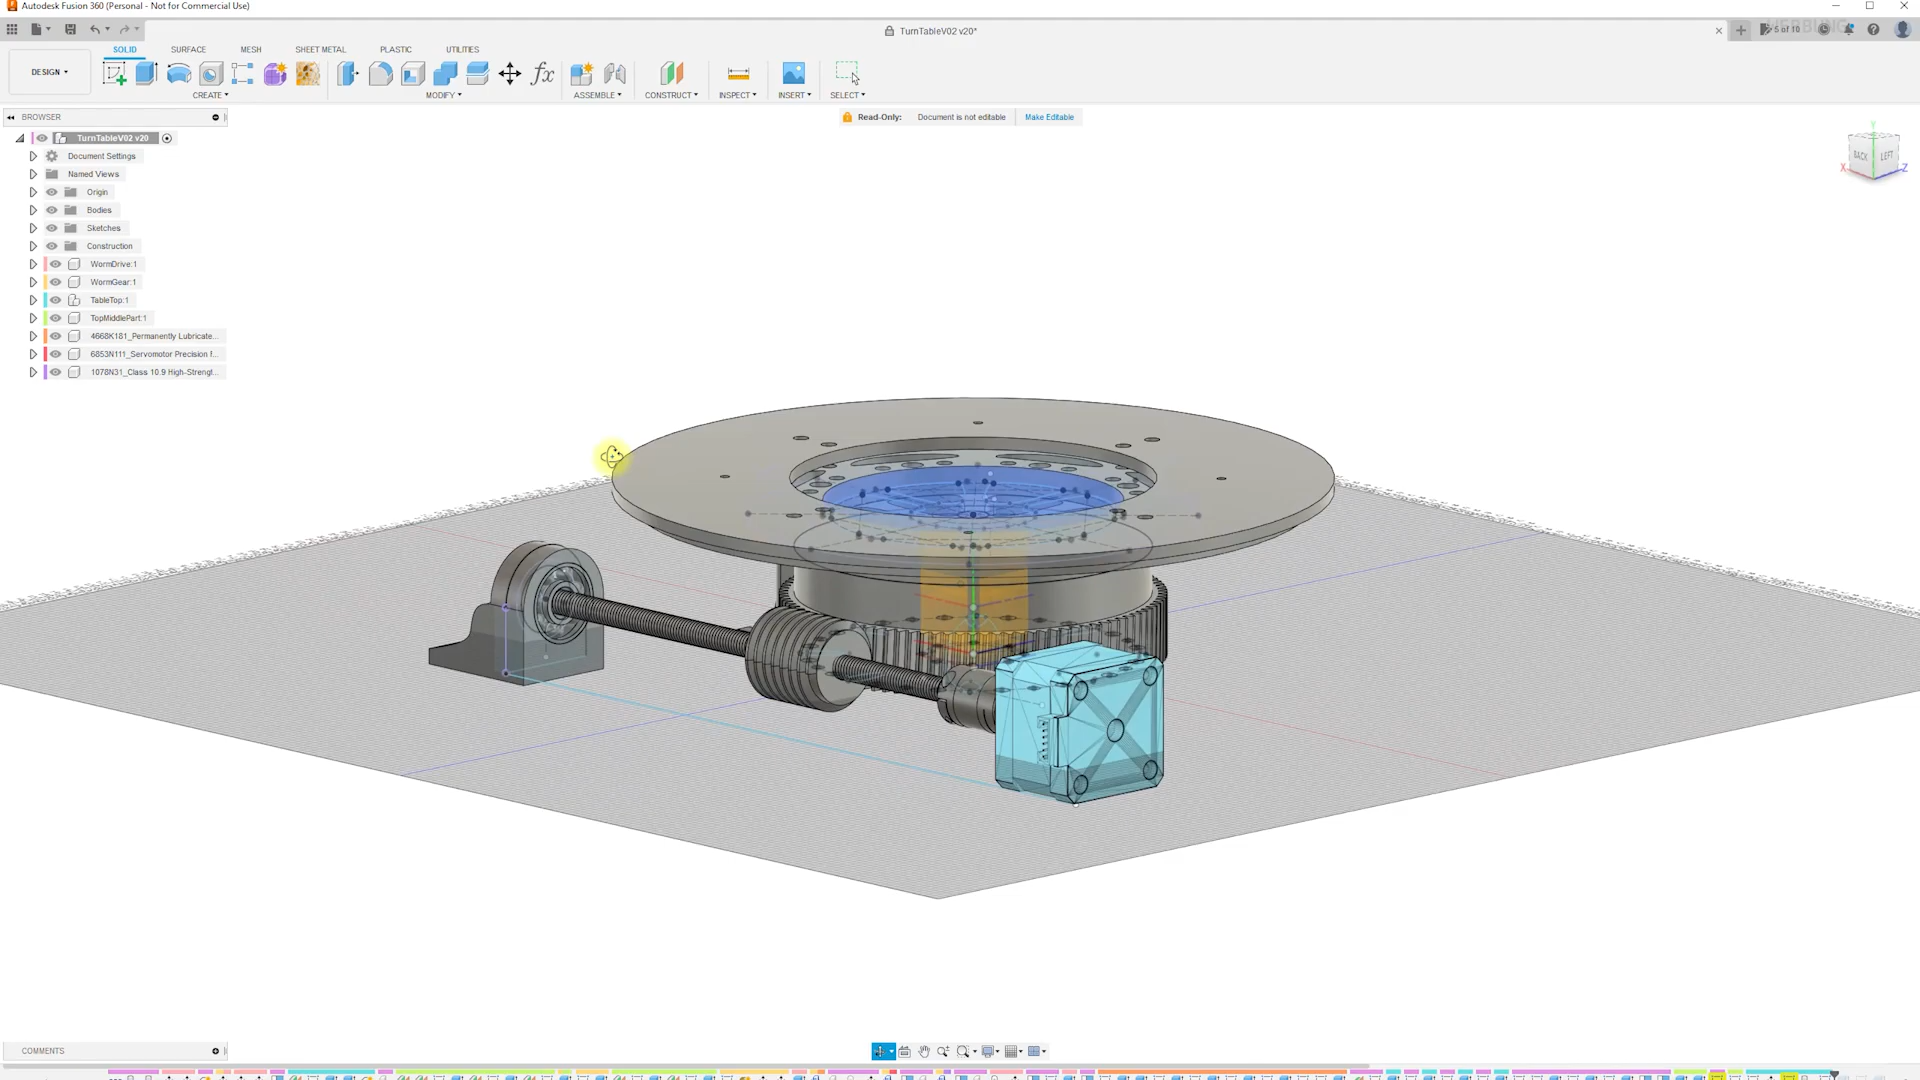 Autodesk Fusion 360 (Personal - Not for Commercial Use)
TurnTableV02 v20*
5 of 10
DESIGN
SOLID SURFACE MESH SHEET METAL PLASTIC UTILITIES
CREATE MODIFY ASSEMBLE CONSTRUCT INSPECT INSERT SELECT
BROWSER
Read-Only: Document is not editable Make Editable
TurnTableV02 v20
Document Settings
Named Views
Origin
Bodies
Sketches
Construction
WormDrive:1
WormGear:1
TableTop:1
TopMiddlePart:1
4668K181_Permanently Lubricate...
6853N111_Servomotor Precision f...
1078N31_Class 10.9 High-Strengt...
Y
BACK LEFT
X Z
COMMENTS